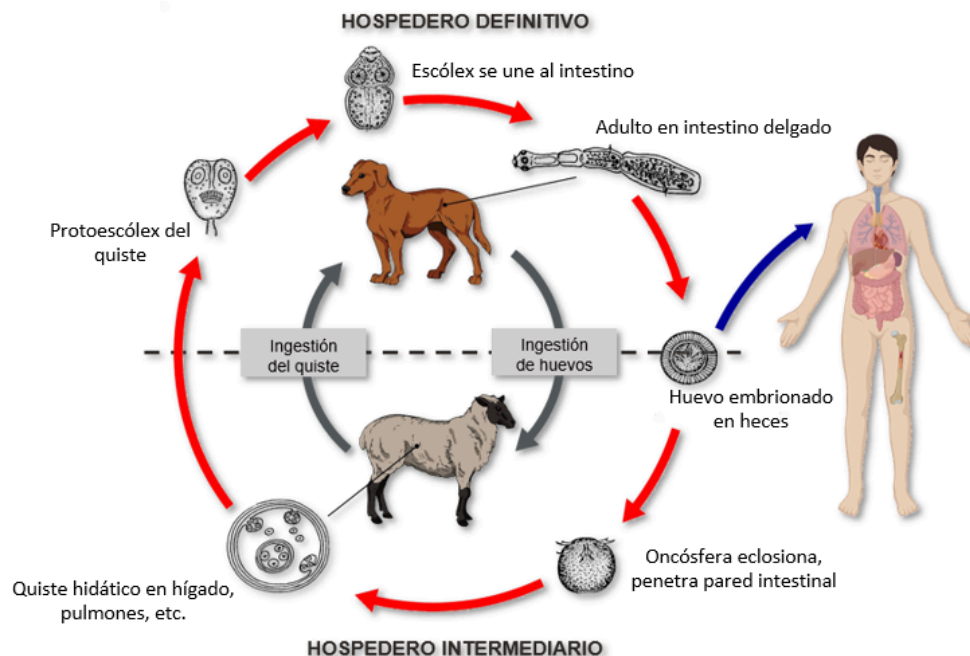 HOSPEDERO DEFINITIVO
Escólex se une al intestino
Adulto en intestino delgado
Protoescólex del
quiste
Ingestión
del quiste
Ingestión
de huevos
Huevo embrionado
en heces
Oncósfera eclosiona,
penetra pared intestinal
Quiste hidático en hígado,
pulmones, etc.
HOSPEDERO INTERMEDIARIO